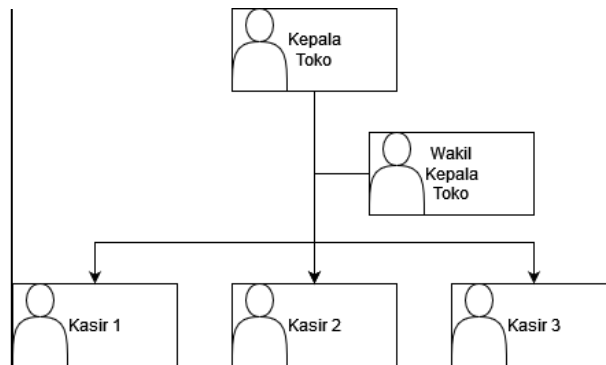 Kepala
Toko
Wakil
Kepala
Toko
Kasir 1
Kasir 2
Kasir 3